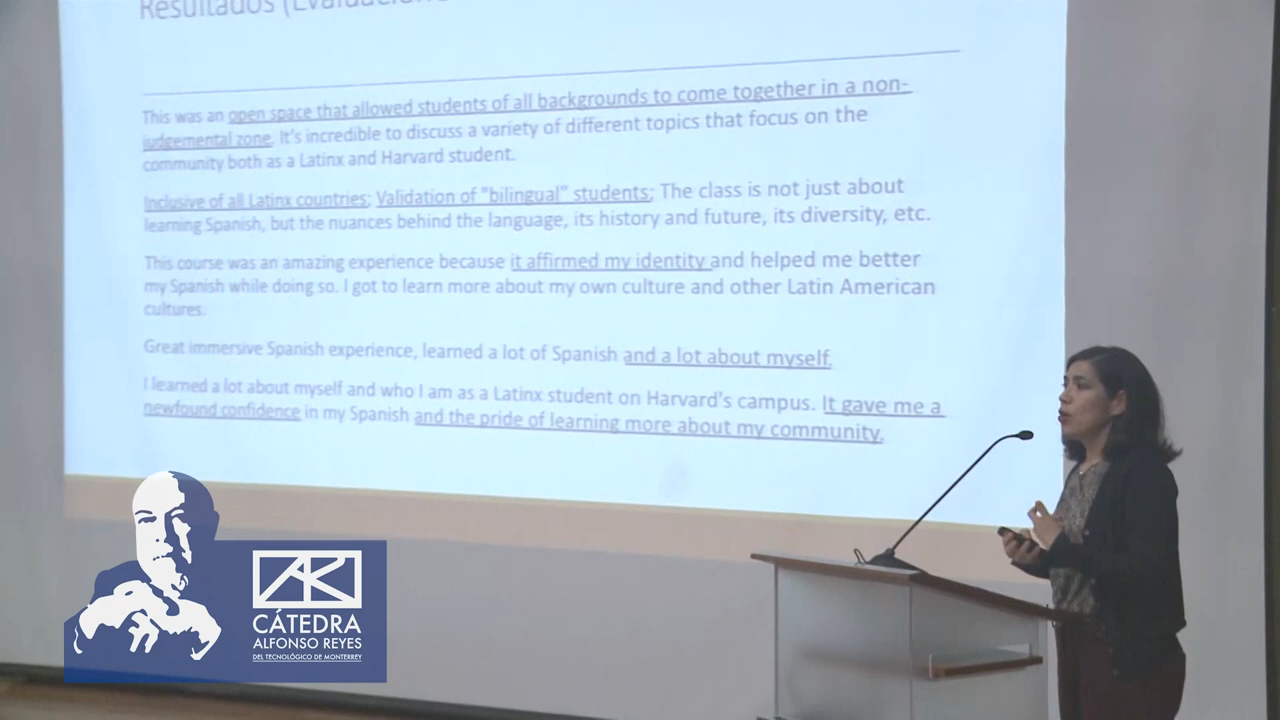 Resultados (Evaluaciones
This was an open space that allowed students of all backgrounds to come together in a non-
judgemental zone. It's incredible to discuss a variety of different topics that focus on the
community both as a Latinx and Harvard student.
Inclusive of all Latinx countries; Validation of "bilingual" students; The class is not just about
learning Spanish, but the nuances behind the language, its history and future, its diversity, etc.
This course was an amazing experience because it affirmed my identity and helped me better
my Spanish while doing so. I got to learn more about my own culture and other Latin American
cultures.
Great immersive Spanish experience, learned a lot of Spanish and a lot about myself.
I learned a lot about myself and who I am as a Latinx student on Harvard's campus. It gave me a
newfound confidence in my Spanish and the pride of learning more about my community.
AR
CÁTEDRA
ALFONSO REYES
DEL TECNOLÓGICO DE MONTERREY